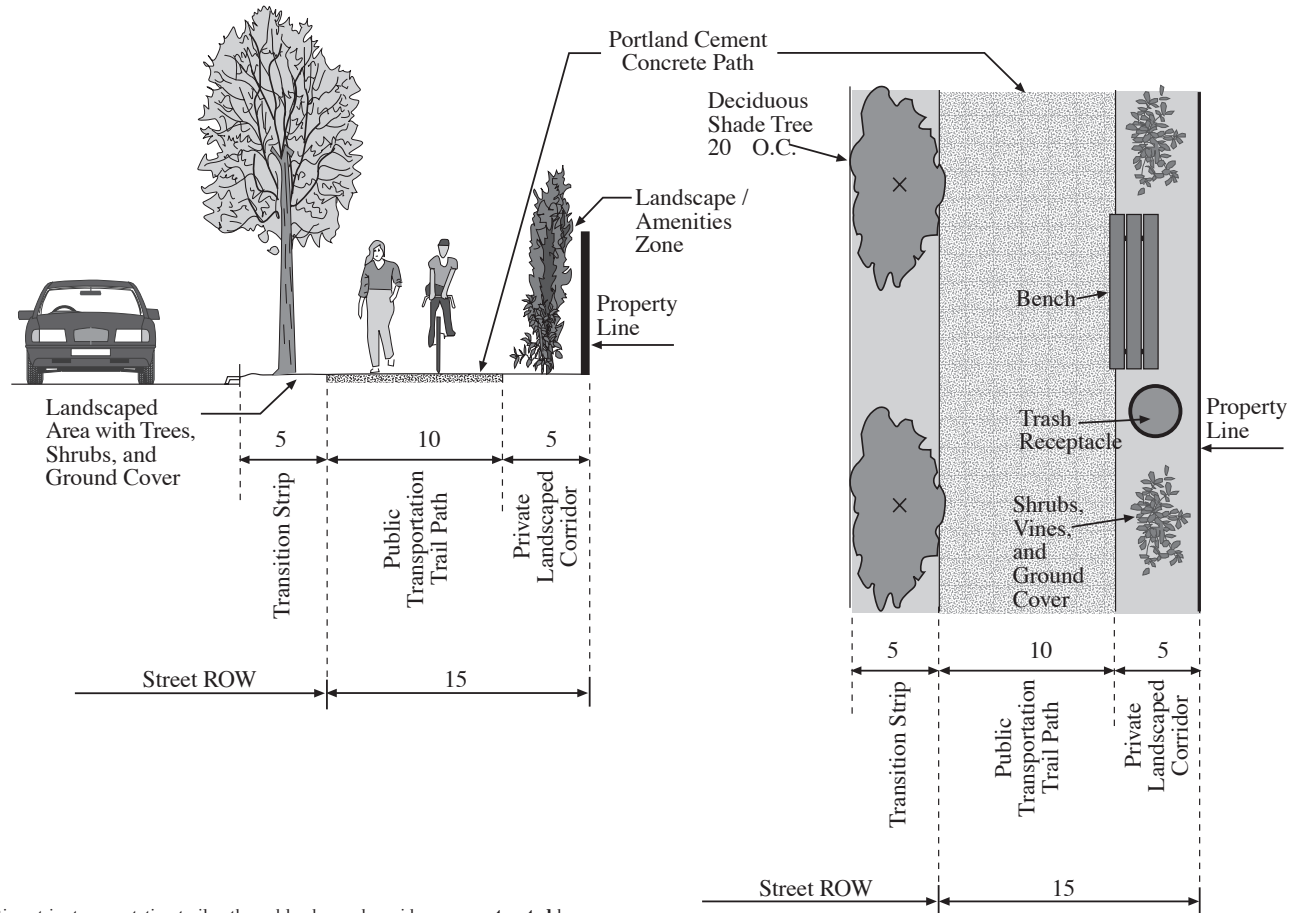 Portland Cement
Concrete Path
Deciduous
Shade Tree
20 O.C.
Landscape /
Amenities
Zone
Property
Line
Landscaped
Area with Trees,
Shrubs, and
Ground Cover
5
10
5
Transition Strip
Public
Transportation
Trail Path
Private
Landscaped
Corridor
Street ROW
15
Bench
Trash
Receptacle
Property
Line
Shrubs,
Vines,
and
Ground
Cover
5
10
5
Transition Strip
Public
Transportation
Trail Path
Private
Landscaped
Corridor
Street ROW
15